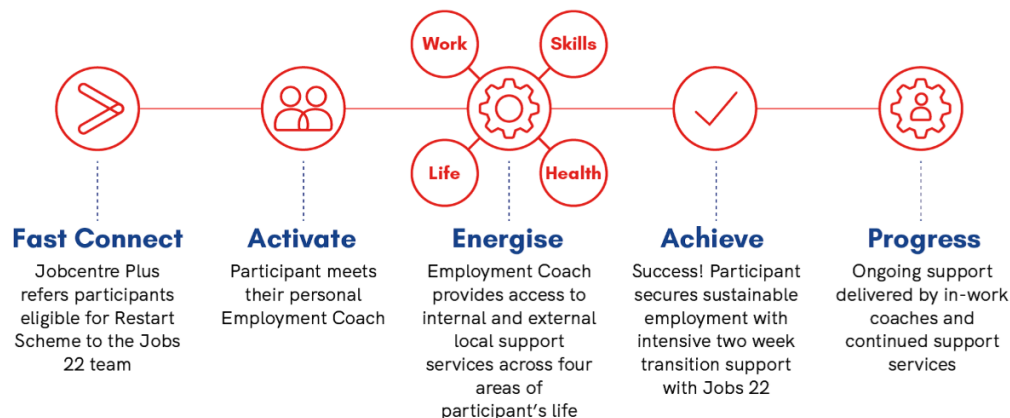 Work
Skills
Life
Health
Fast Connect
Jobcentre Plus
refers participants
eligible for Restart
Scheme to the Jobs
22 team
Activate
Participant meets
their personal
Employment Coach
Energise
Employment Coach
provides access to
internal and external
local support
services across four
areas of
participant's life
Achieve
Success! Participant
secures sustainable
employment with
intensive two week
transition support
with Jobs 22
Progress
Ongoing support
delivered by in-work
coaches and
continued support
services